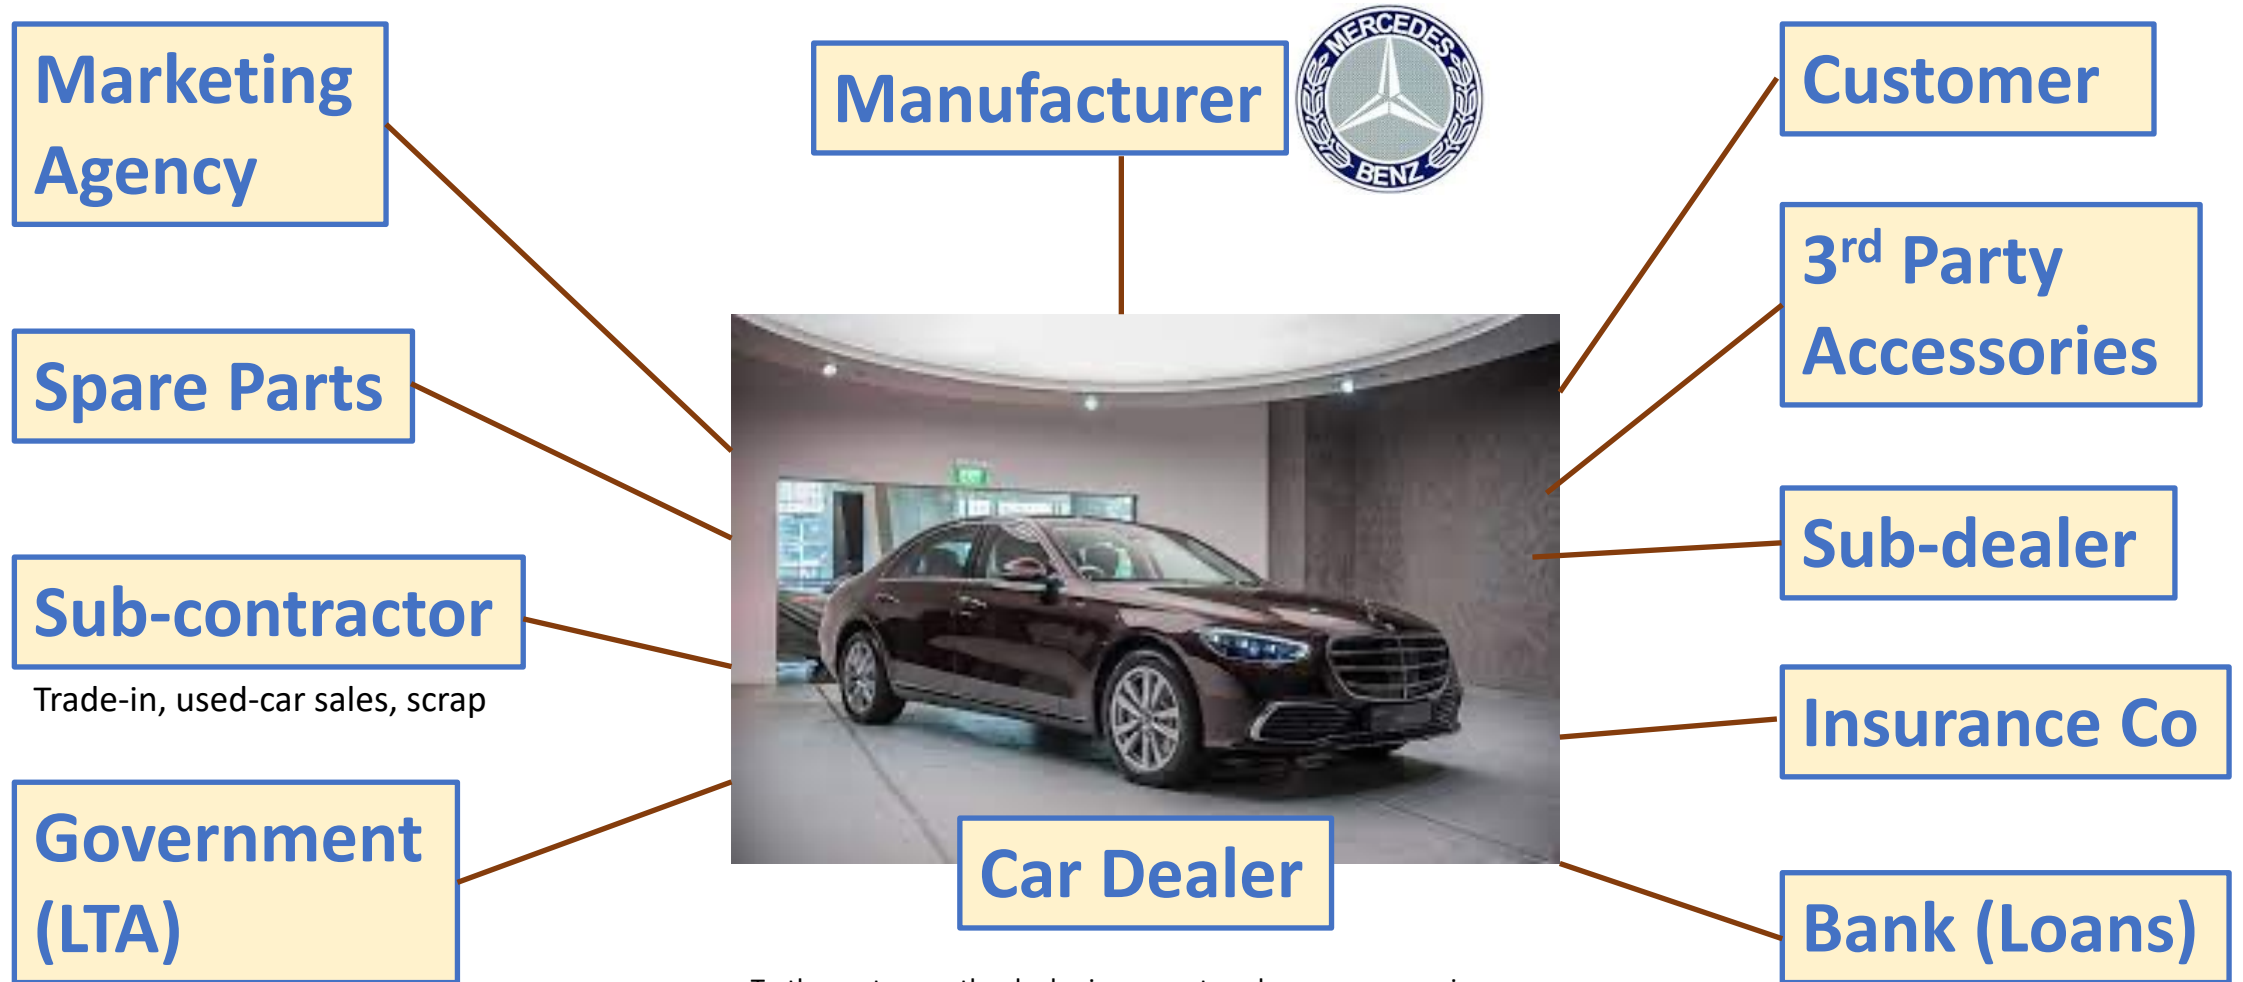 Marketing
Agency
Manufacturer
MERCEDES
BENZ
Customer
3rd Party
Accessories
Spare Parts
Sub-contractor
Trade-in, used-car sales, scrap
Sub-dealer
Insurance Co
Government
(LTA)
Car Dealer
Bank (Loans)